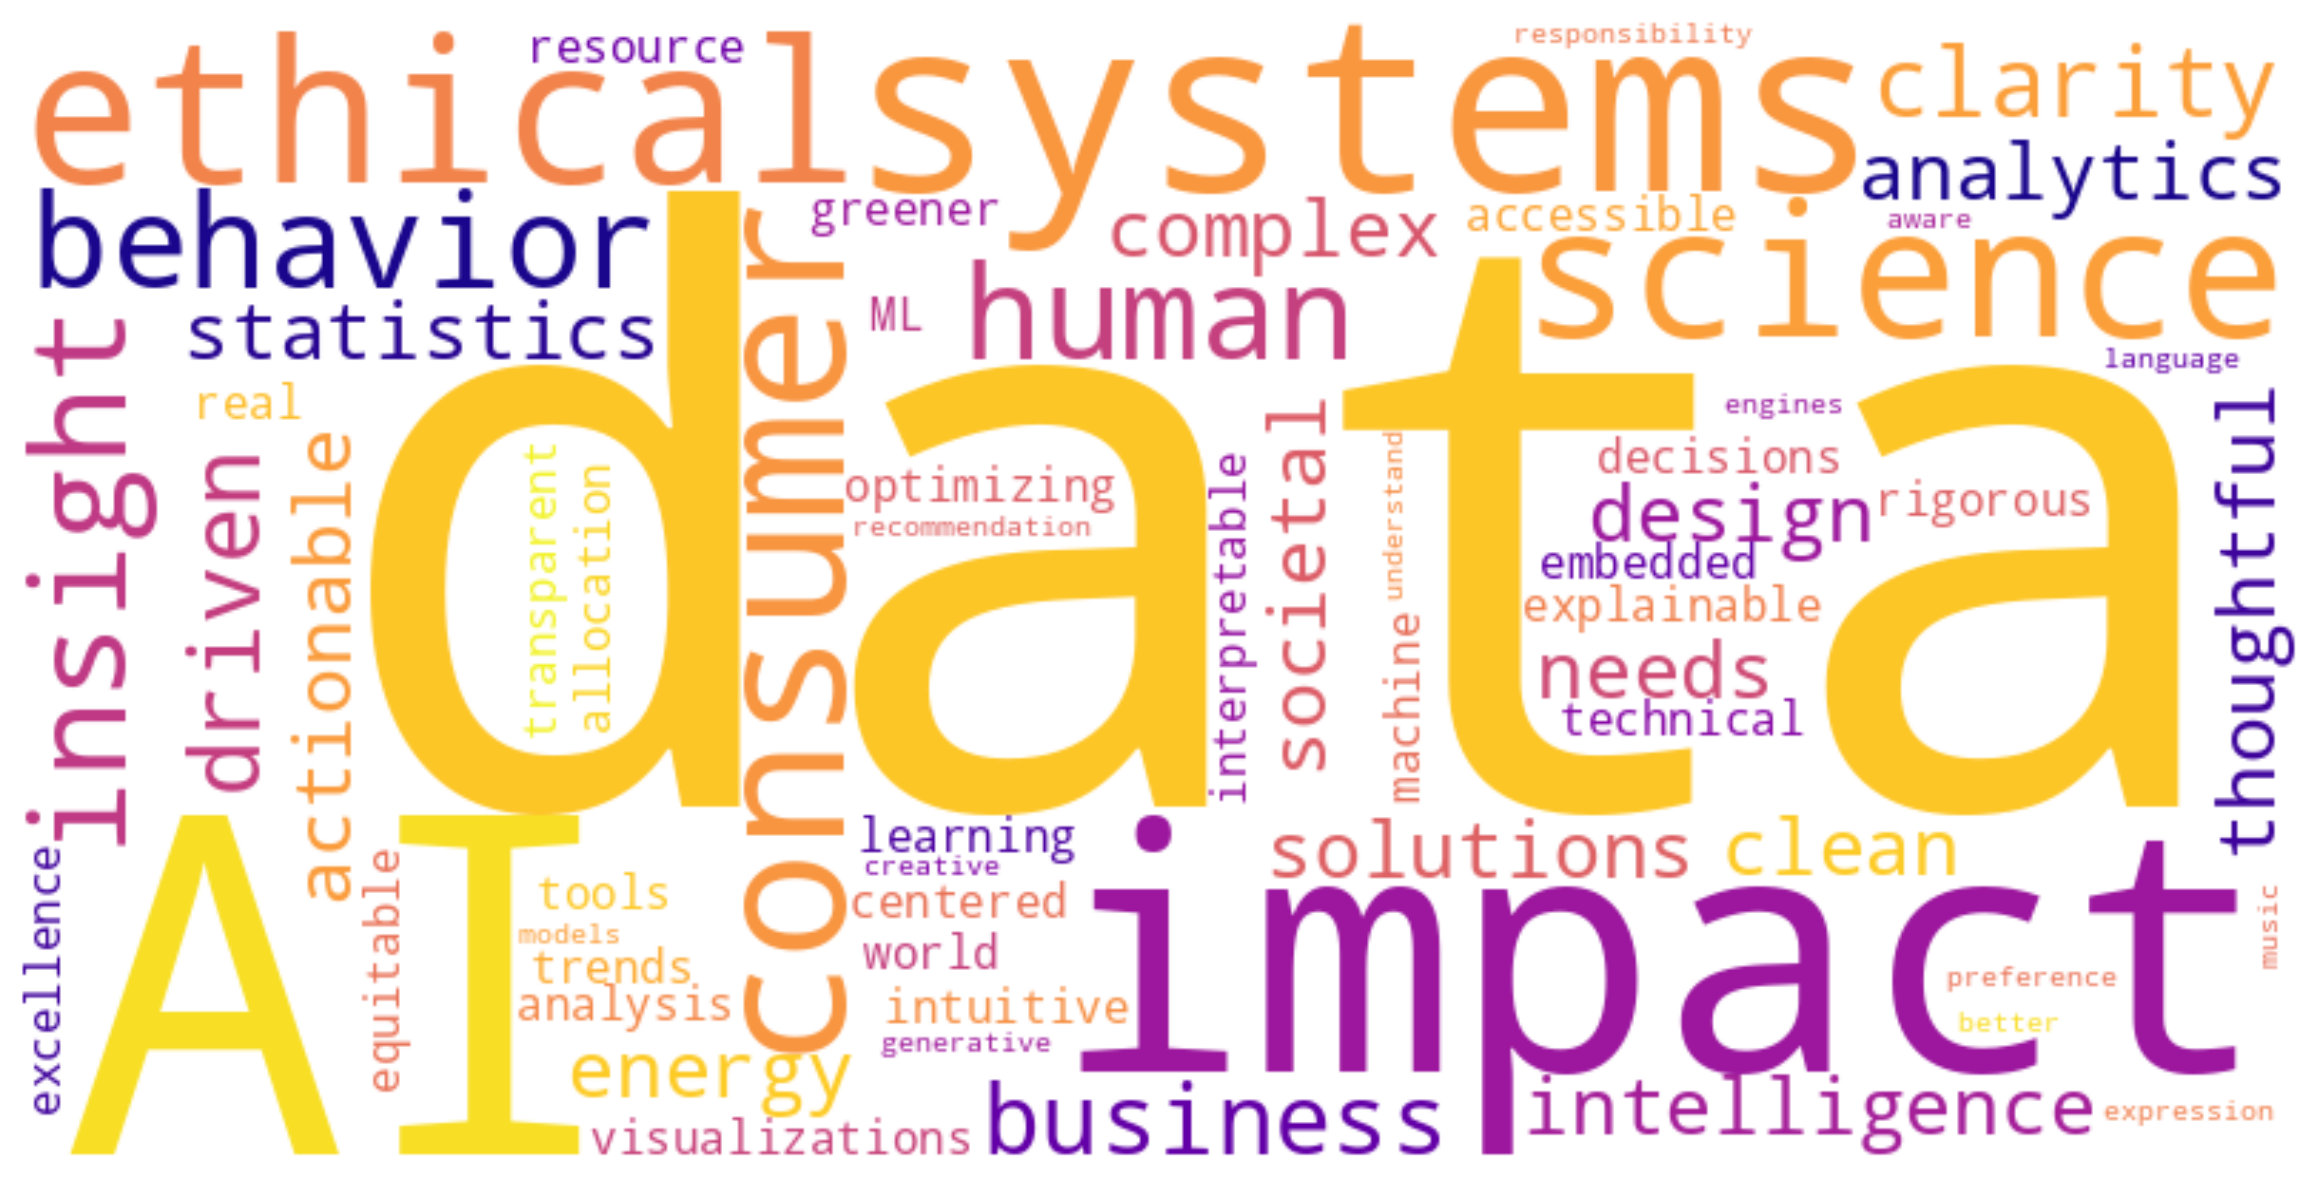 ethical
resource
systems
responsibility
clarity
analytics
behavior
greener
complex
accessible
aware
science
statistics
consumer
ML
human
language
insight
real
data
engines
driven
actionable
transparent
allocation
optimizing
recommendation
interpretable
societal
understand
machine
decisions
design
rigorous
embedded
explainable
needs
technical
thoughtful
AI
excellence
equitable
tools
models
trends
analysis
energy
visualizations
learning
creative
centered
world
intuitive
generative
business
impact
solutions
clean
music
preference
better
intelligence
expression